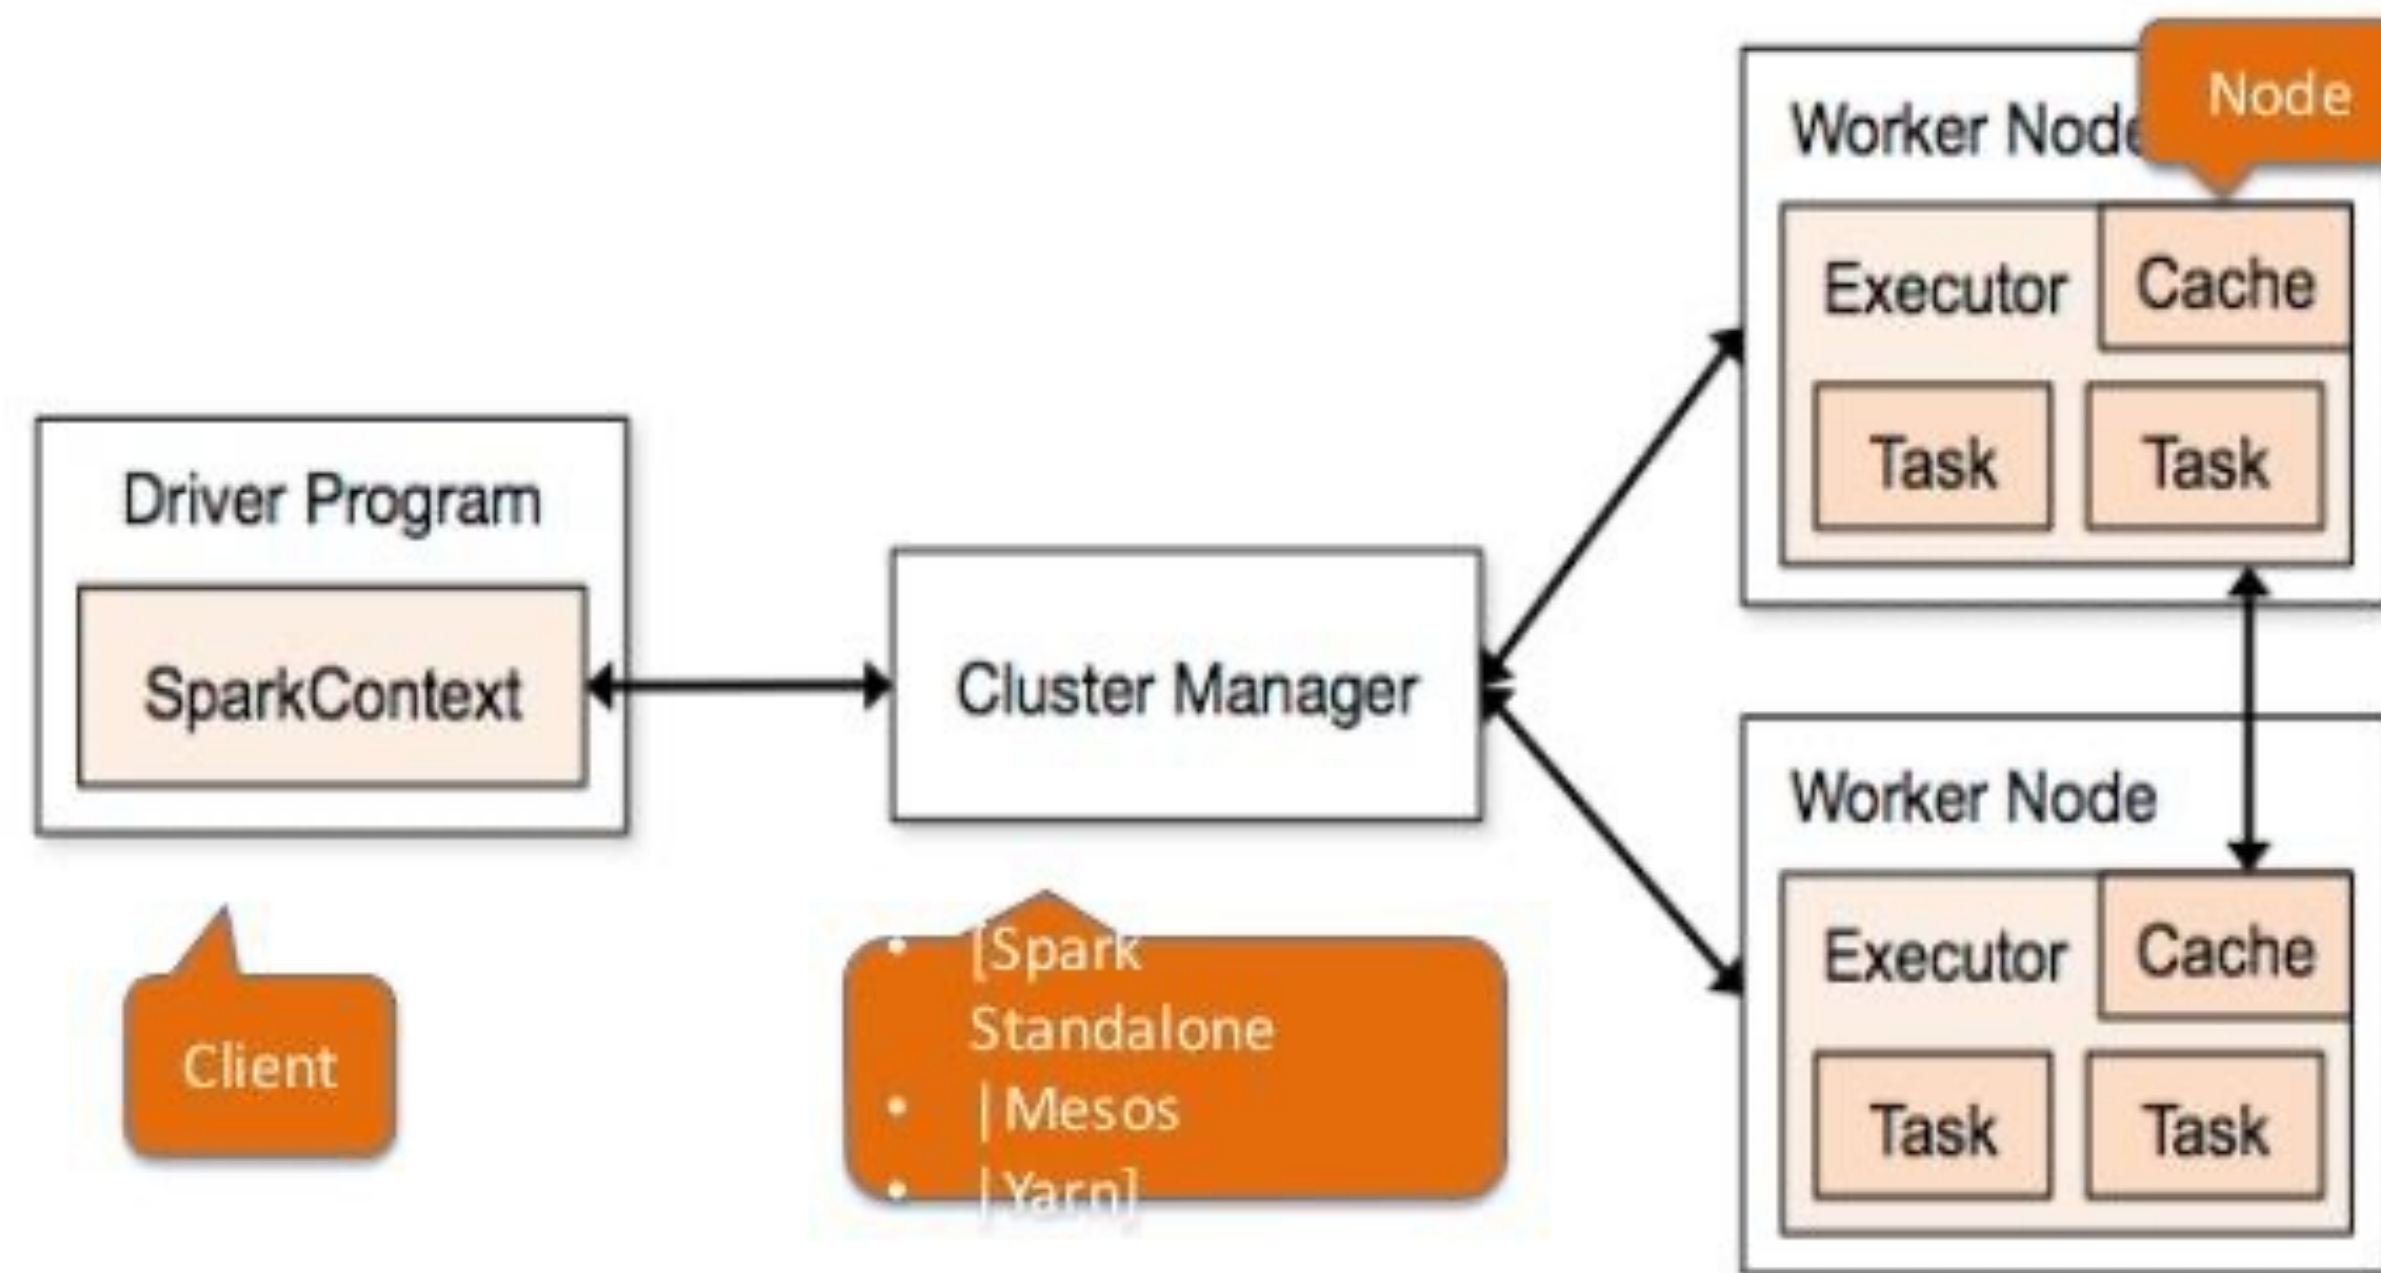 Node
Worker Node
Executor
Cache
Task
Task
Driver Program
SparkContext
Cluster Manager
Worker Node
Executor
Cache
Task
Task
Client
• [Spark
Standalone
• |Mesos
• |Yarn]